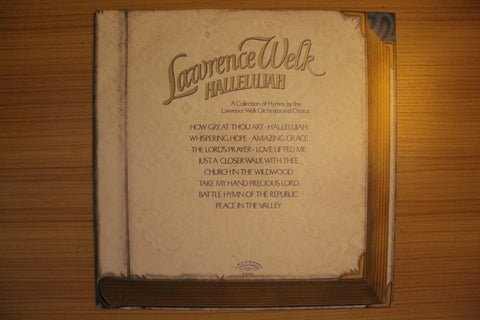 Lawrence Welk
HALLELUJAH
A Collection of Hymns by the
Lawrence Welk Orchestra and Chorus
HOW GREAT THOU ART • HALLELUJAH
WHISPERING HOPE • AMAZING GRACE
THE LORD'S PRAYER • LOVE LIFTED ME
JUST A CLOSER WALK WITH THEE
CHURCH IN THE WILDWOOD
TAKE MY HAND PRECIOUS LORD
BATTLE HYMN OF THE REPUBLIC
PEACE IN THE VALLEY